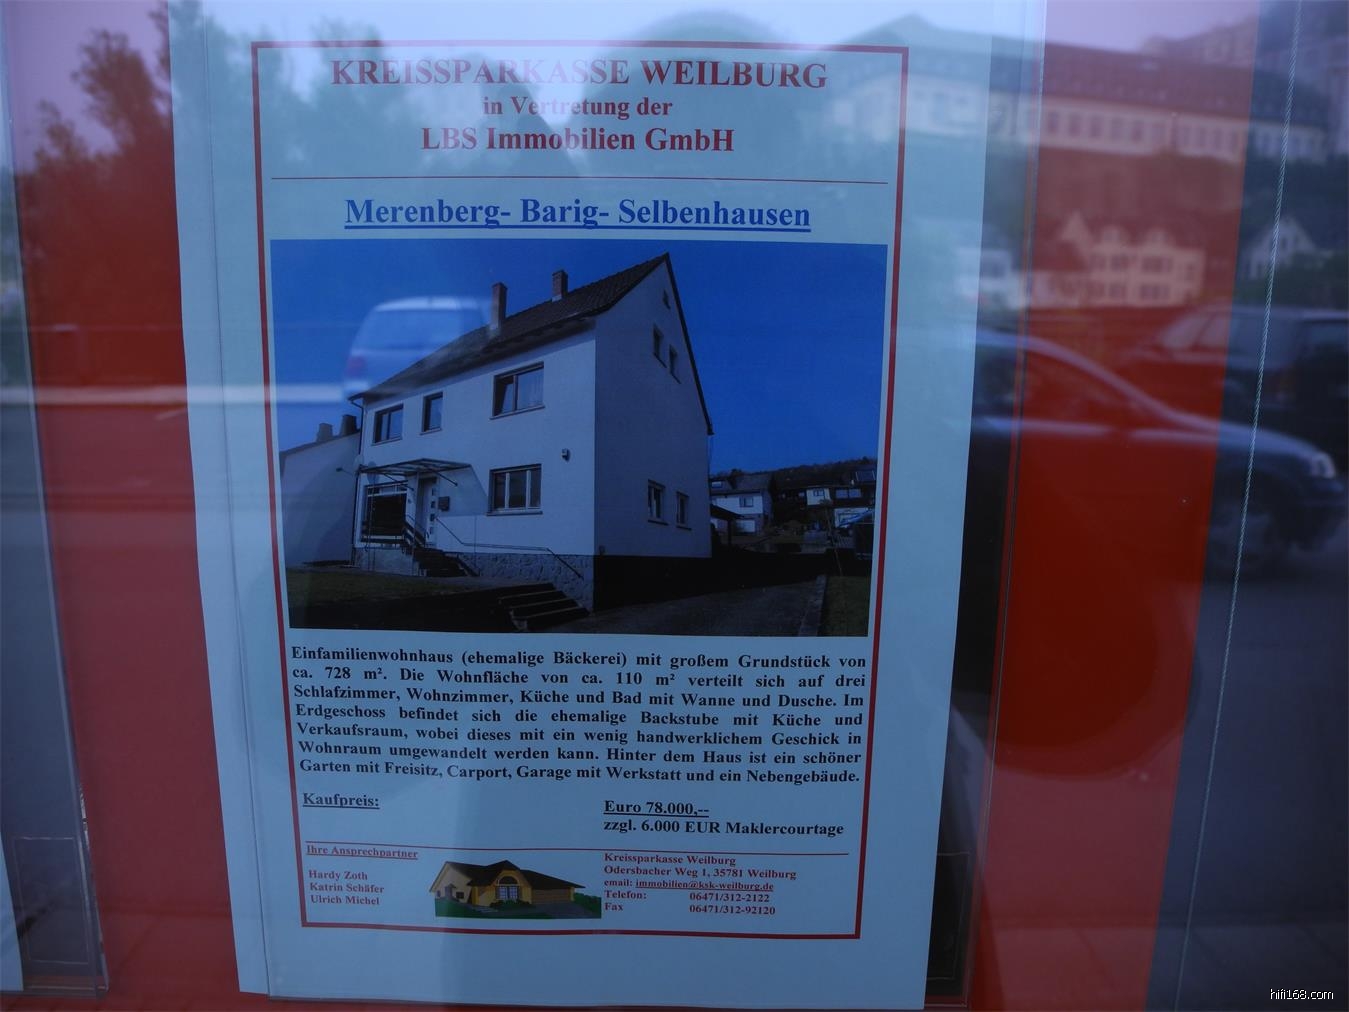 KREISSPARKASSE WEILBURG
in Vertretung der
LBS Immobilien GmbH
Merenberg- Barig- Selbenhausen
Einfamilienwohnhaus (ehemalige Bäckerei) mit großem Grundstück von
ca. 728 m². Die Wohnfläche von ca. 110 m² verteilt sich auf drei
Schlafzimmer, Wohnzimmer, Küche und Bad mit Wanne und Dusche. Im
Erdgeschoss befindet sich die ehemalige Backstube mit Küche und
Verkaufsraum, wobei dieses mit ein wenig handwerklichem Geschick in
Wohnraum umgewandelt werden kann. Hinter dem Haus ist ein schöner
Garten mit Freisitz, Carport, Garage mit Werkstatt und ein Nebengebäude.
Kaufpreis:
Euro 78.000,--
zzgl. 6.000 EUR Maklercourtage
Ihre Ansprechpartner
Hardy Zoth
Katrin Schäfer
Ulrich Michel
Kreissparkasse Weilburg
Odersbacher Weg 1, 35781 Weilburg
email: immobilien@ksk-weilburg.de
Telefon: 06471/312-2122
Fax 06471/312-92120
hifi168.com